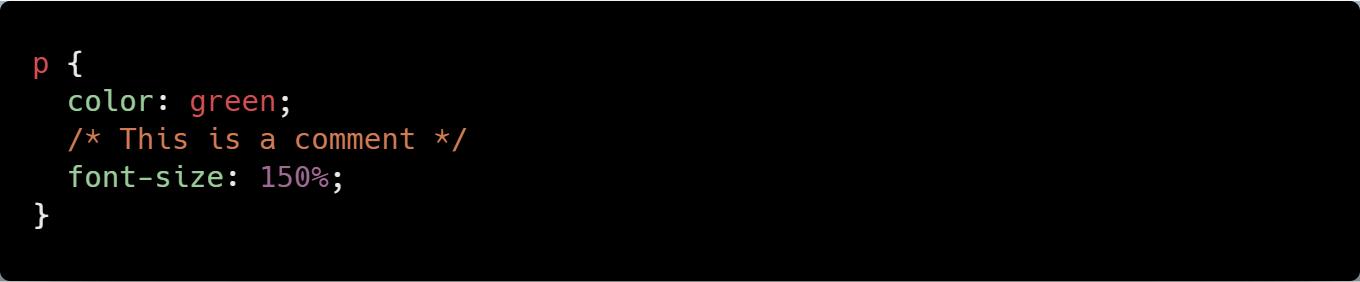 p {
  color: green;
  /* This is a comment */
  font-size: 150%;
}